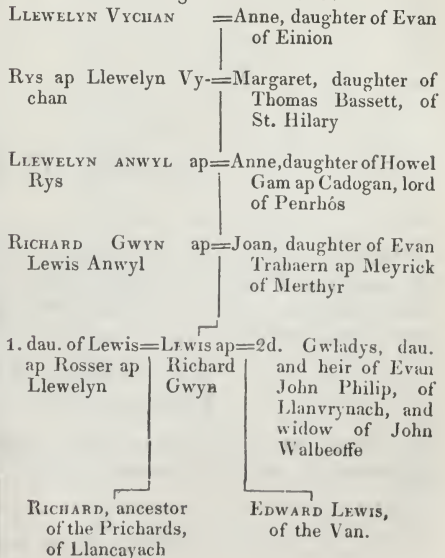 LLEWELYN VYCHAN =Anne, daughter of Evan
of Einion
RYS ap Llewelyn Vy-=Margaret, daughter of
chan Thomas Bassett, of
St. Hilary
LLEWELYN ANWYL ap=Anne,daughter of Howel
Rys Gam ap Cadogan, lord
of Penrhôs
RICHARD GWYN ap=Joan, daughter of Evan
Lewis Anwyl Trahaern ap Meyrick
of Merthyr
1. dau. of Lewis=LEWIS ap=2d. Gwladys, dau.
ap Rosser ap Richard and heir of Evan
Llewelyn Gwyn John Philip, of
Llanvrynach, and
widow of John
Walbeoffe
RICHARD, ancestor EDWARD LEWIS,
of the Prichards, of the Van.
of Llancayach